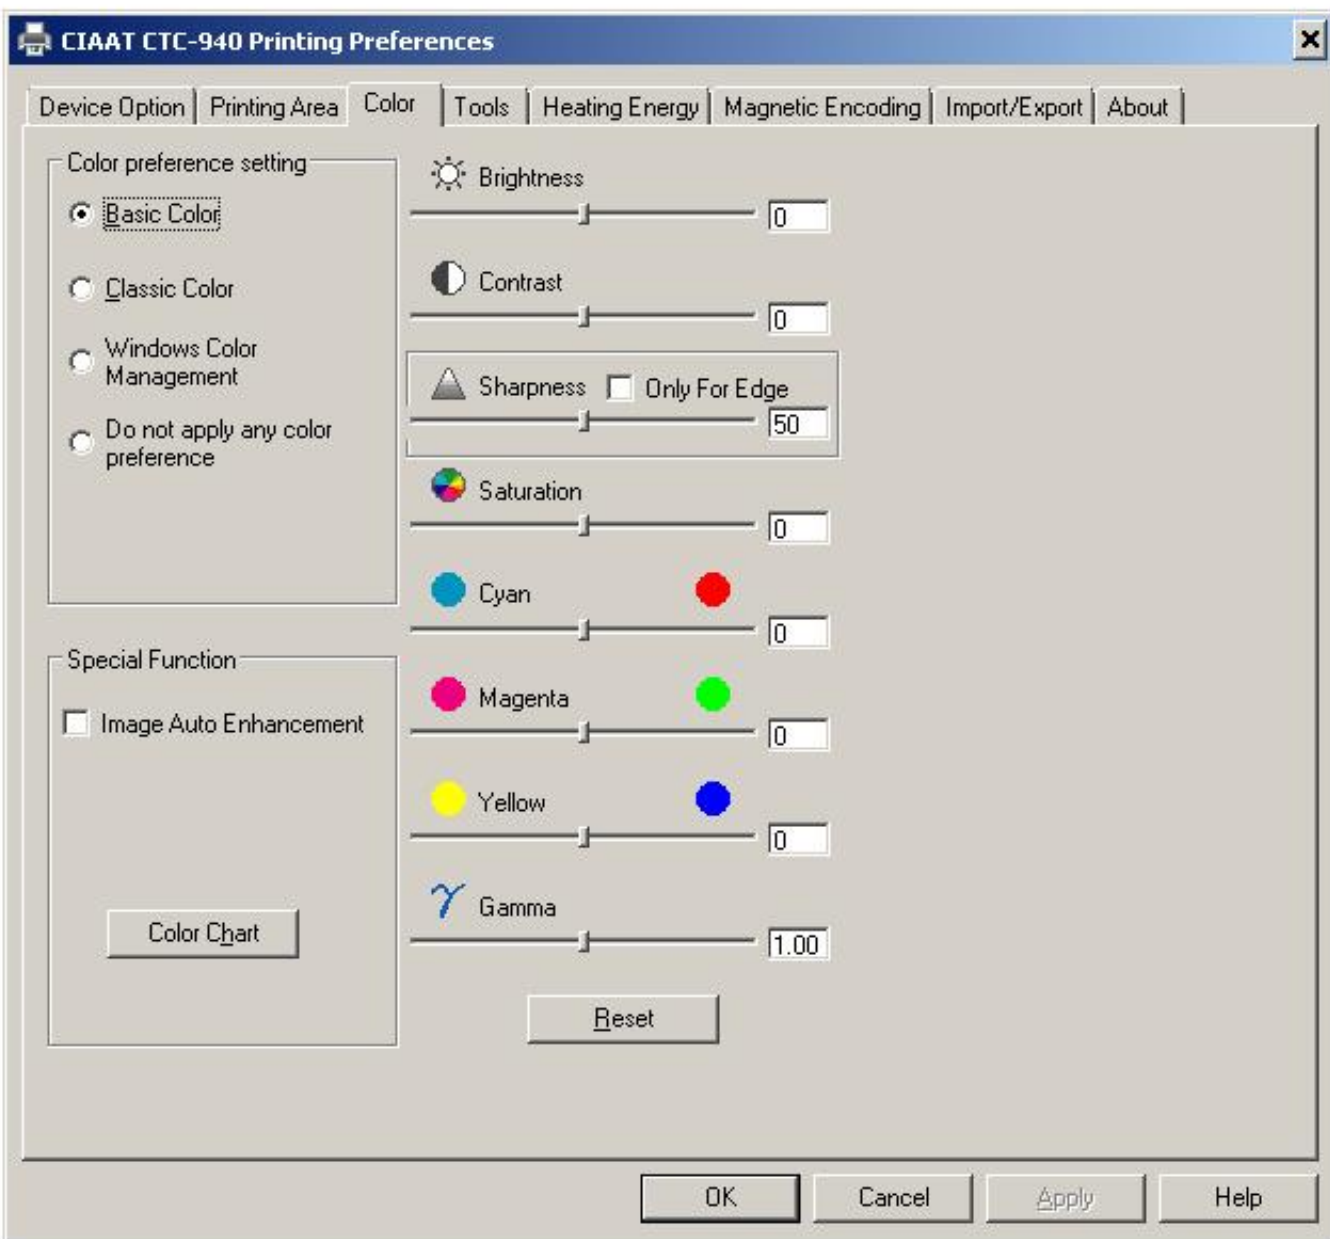 CIAAT CTC-940 Printing Preferences
Device Option Printing Area Color Tools Heating Energy Magnetic Encoding Import/Export About
Color preference setting
Basic Color
Classic Color
Windows Color
Management
Do not apply any color
preference
Special Function
Image Auto Enhancement
Color Chart
Brightness
0
Contrast
0
Sharpness Only For Edge
50
Saturation
0
Cyan
0
Magenta
0
Yellow
0
γ Gamma
1.00
Reset
OK Cancel Apply Help